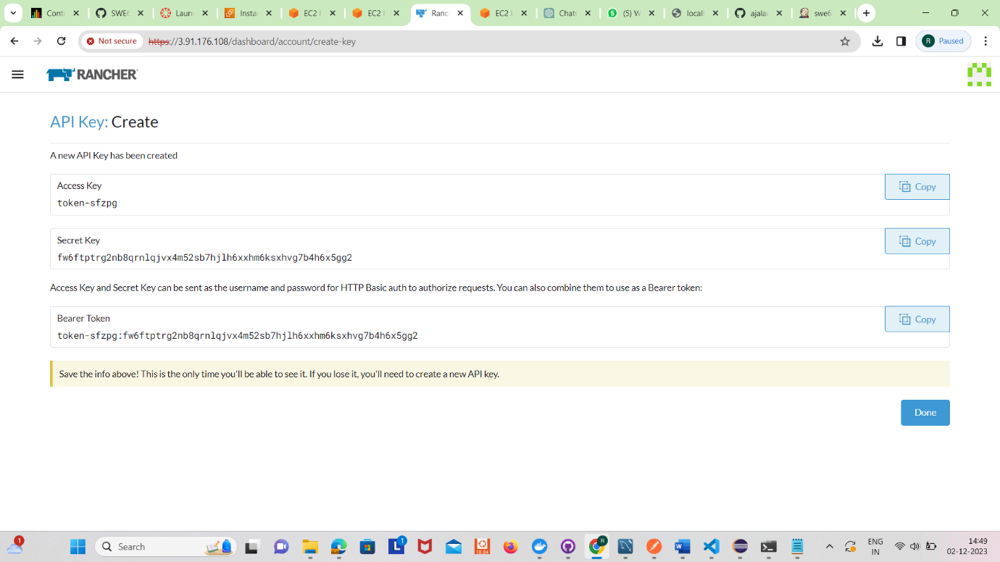 Cont
SWE6
Laun
Insta
EC2 I
EC2 I
Ranc
EC2 I
Chat
(5) W
local
ajala
swe6
Not secure
https://3.91.176.108/dashboard/account/create-key
R Paused
RANCHER
API Key: Create
A new API Key has been created
Access Key
Copy
token-sfzpg
Secret Key
Copy
fw6ftptrg2nb8qrnlqjvx4m52sb7hjlh6xxhm6ksxhvg7b4h6x5gg2
Access Key and Secret Key can be sent as the username and password for HTTP Basic auth to authorize requests. You can also combine them to use as a Bearer token:
Bearer Token
Copy
token-sfzpg:fw6ftptrg2nb8qrnlqjvx4m52sb7hjlh6xxhm6ksxhvg7b4h6x5gg2
Save the info above! This is the only time you'll be able to see it. If you lose it, you'll need to create a new API key.
Done
1
Search
1
18.04
R
ENG
IN
14:49
02-12-2023